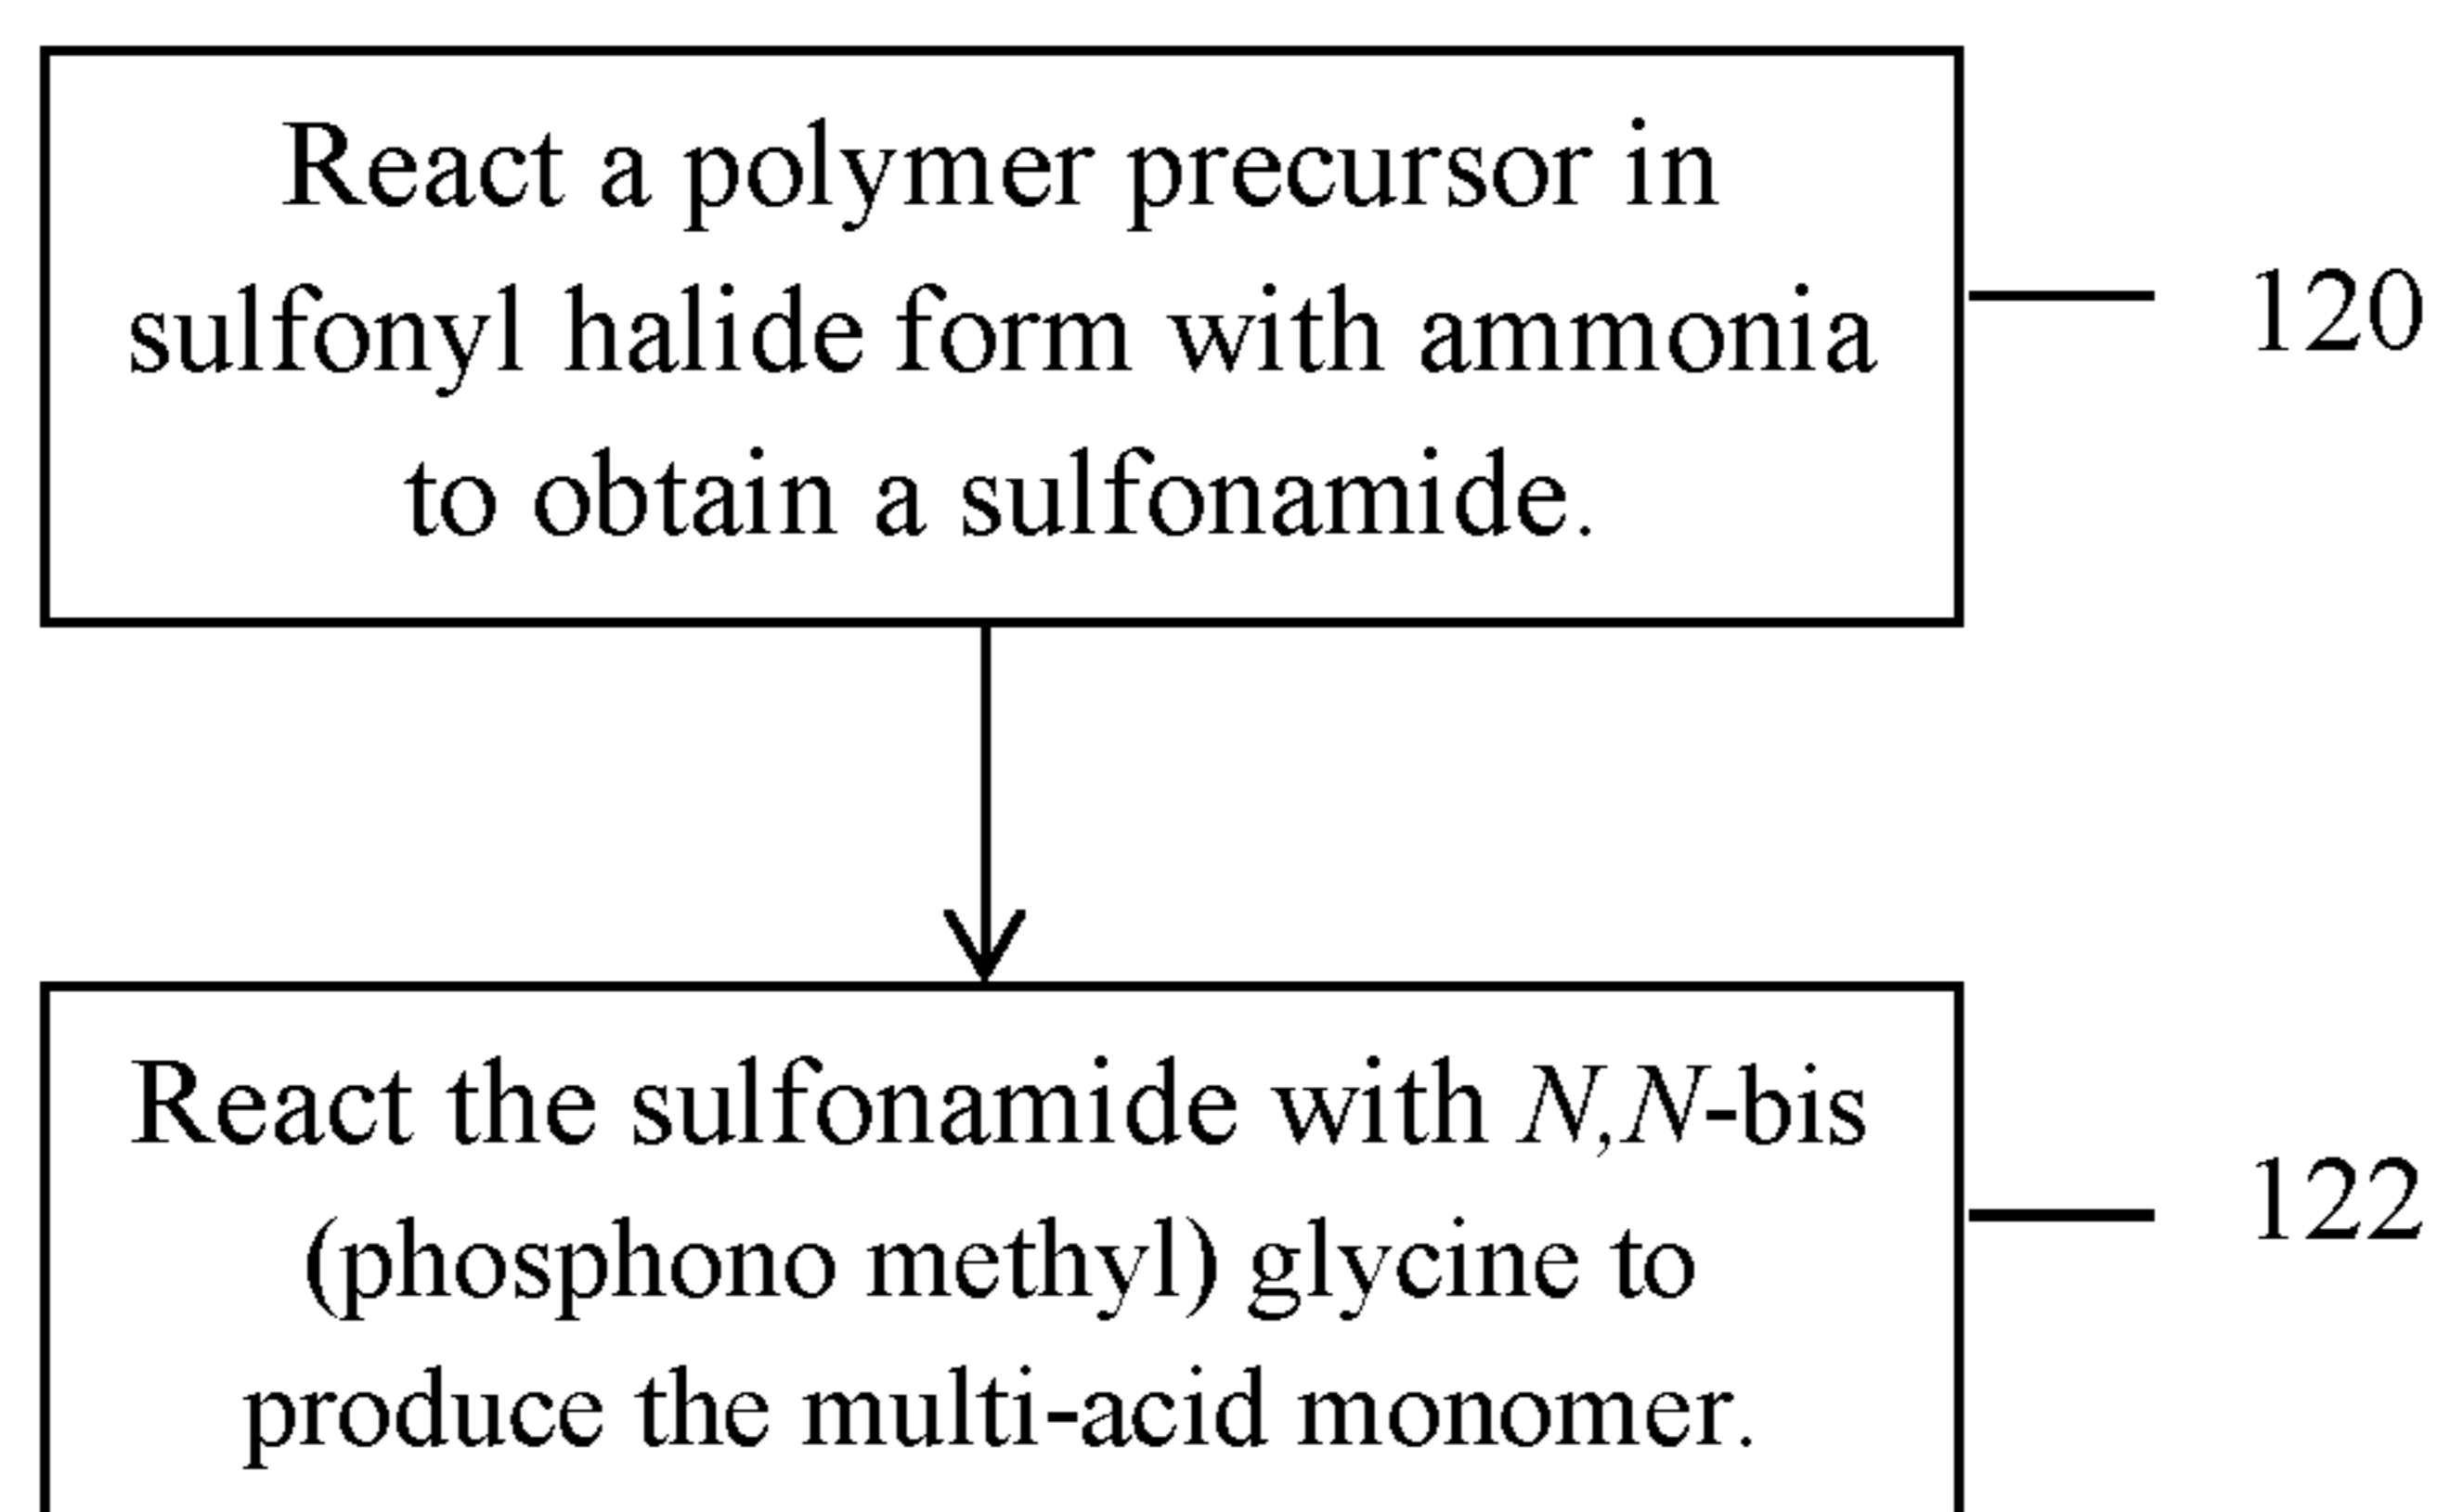 React a polymer precursor in
sulfonyl halide form with ammonia
to obtain a sulfonamide.
120
React the sulfonamide with N,N-bis
(phosphono methyl) glycine to
produce the multi-acid monomer.
122